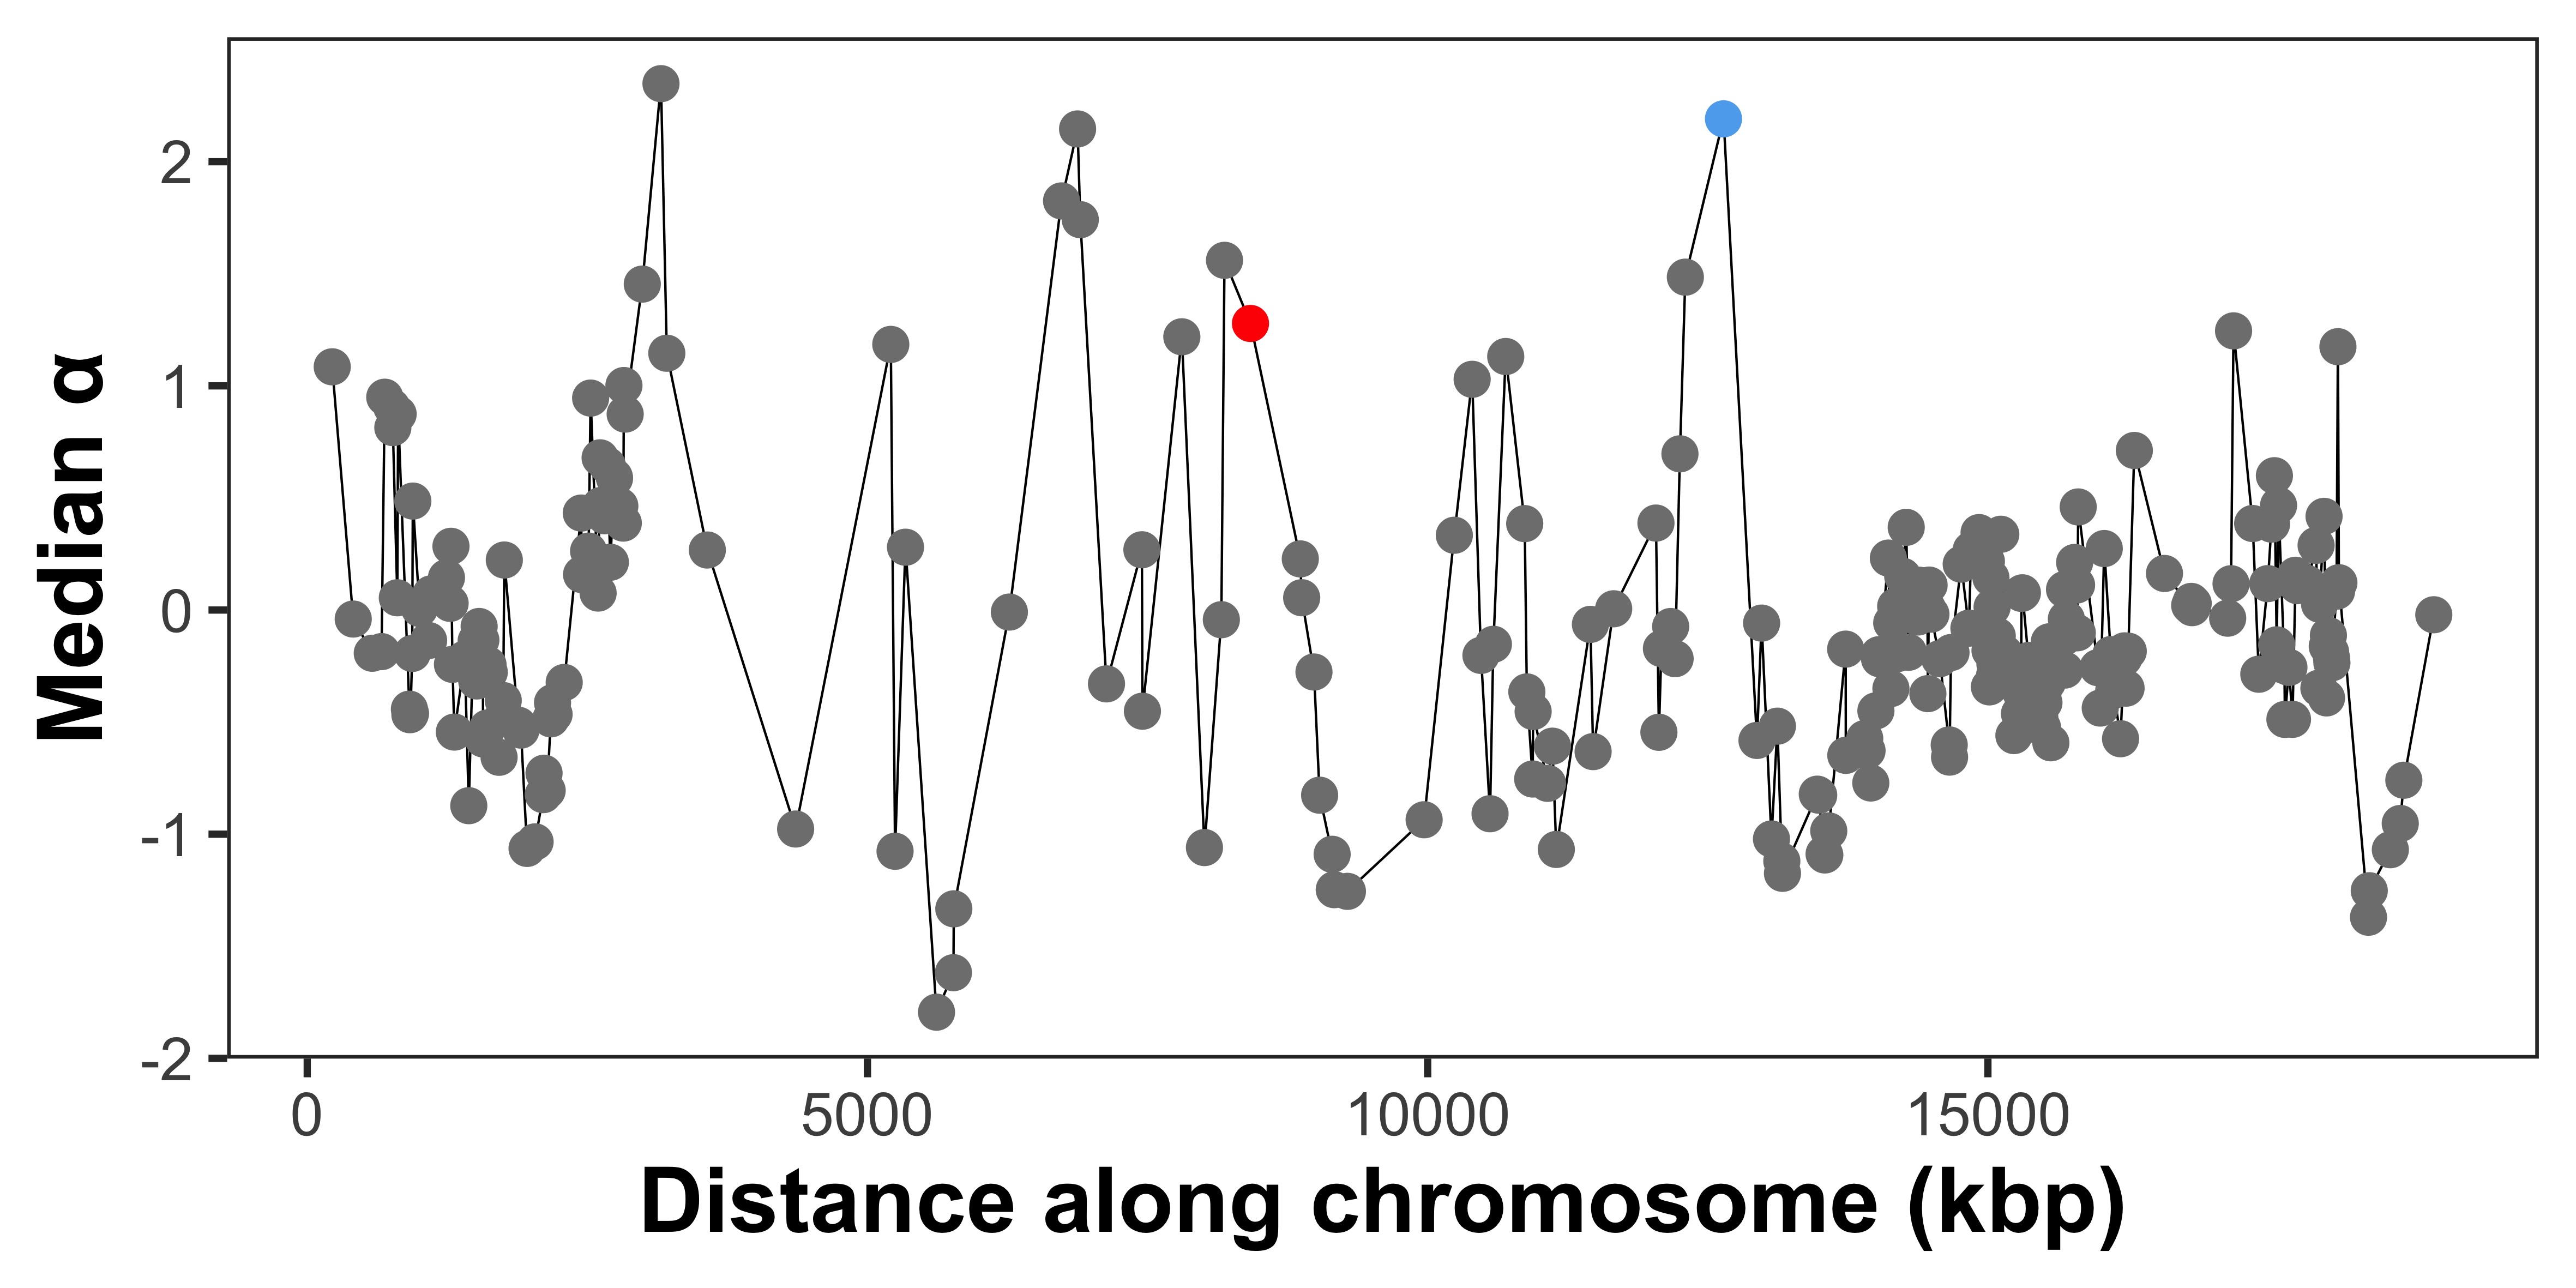 Median α
2
1
0
-1
-2
0 5000 10000 15000
Distance along chromosome (kbp)